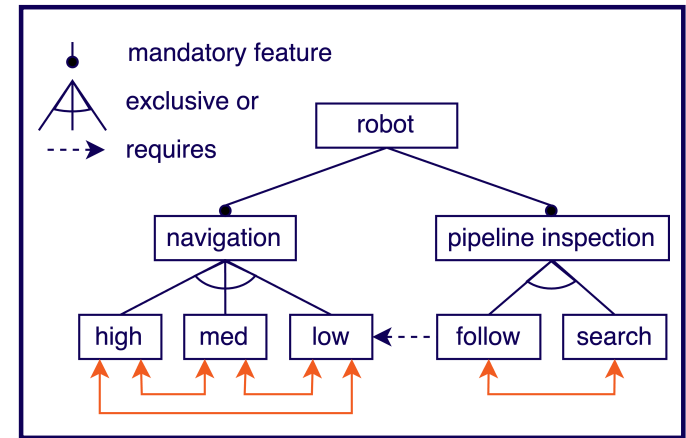 mandatory feature
exclusive or
requires
robot
navigation
pipeline inspection
high
med
low
follow
search